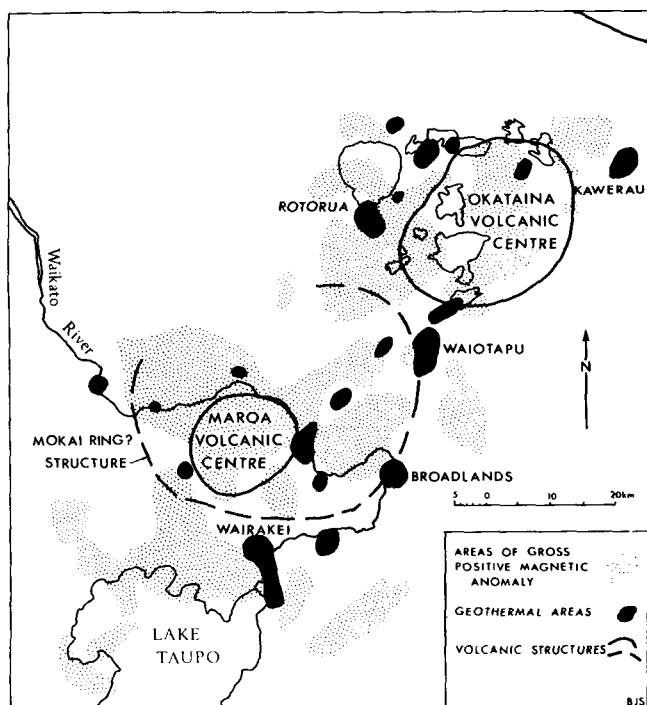 KAWERAU
ROTORUA
OKATAINA
VOLCANIC
CENTRE
Waikato
River
WAIOTAPU
N
MAROA
VOLCANIC
CENTRE
MOKAI RING?
STRUCTURE
BROADLANDS
5 0 10 20km
WAIRAKEI
LAKE
TAUPO
AREAS OF GROSS
POSITIVE MAGNETIC
ANOMALY
GEOTHERMAL AREAS
VOLCANIC STRUCTURES
BJS